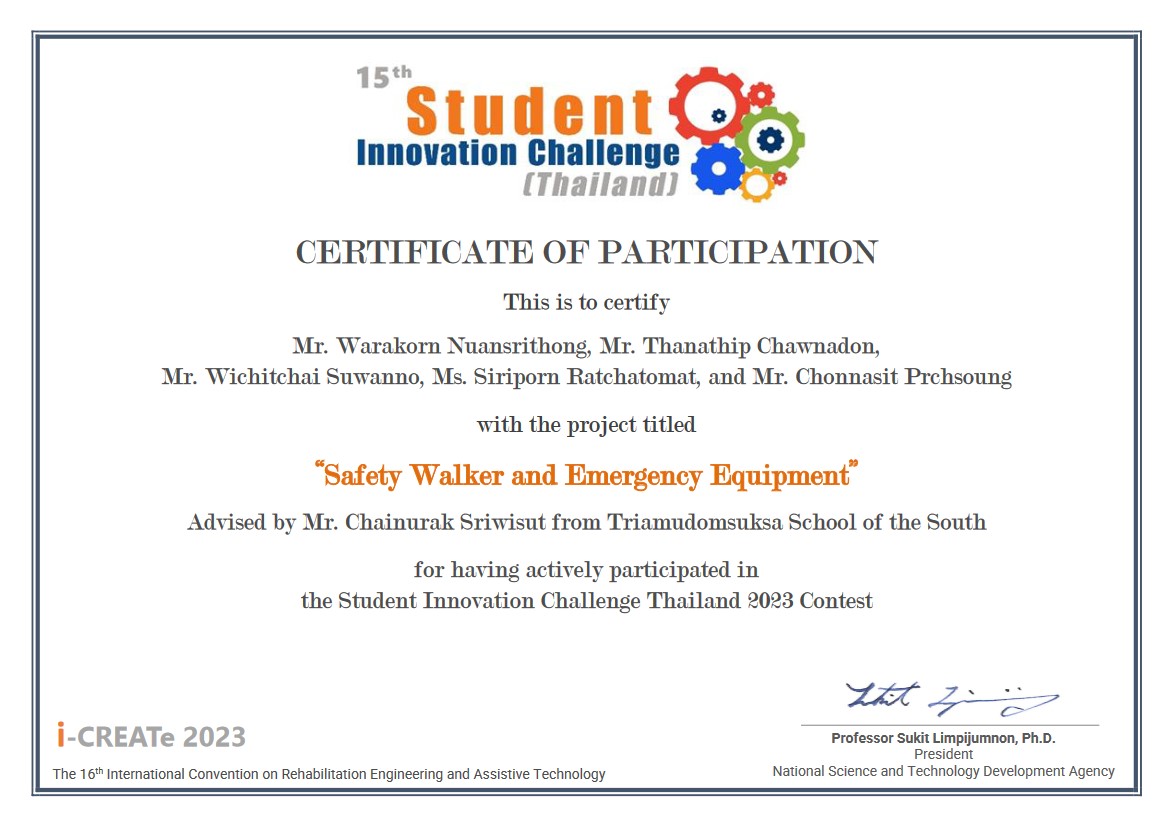 15th
Student
Innovation Challenge
(Thailand)
CERTIFICATE OF PARTICIPATION
This is to certify
Mr. Warakorn Nuansrithong, Mr. Thanathip Chawnadon,
Mr. Wichitchai Suwanno, Ms. Siriporn Ratchatomat, and Mr. Chonnasit Prchsoung
with the project titled
“Safety Walker and Emergency Equipment”
Advised by Mr. Chainurak Sriwisut from Triamudomsuksa School of the South
for having actively participated in
the Student Innovation Challenge Thailand 2023 Contest
i-CREATe 2023
The 16th International Convention on Rehabilitation Engineering and Assistive Technology
Professor Sukit Limpijumnon, Ph.D.
President
National Science and Technology Development Agency